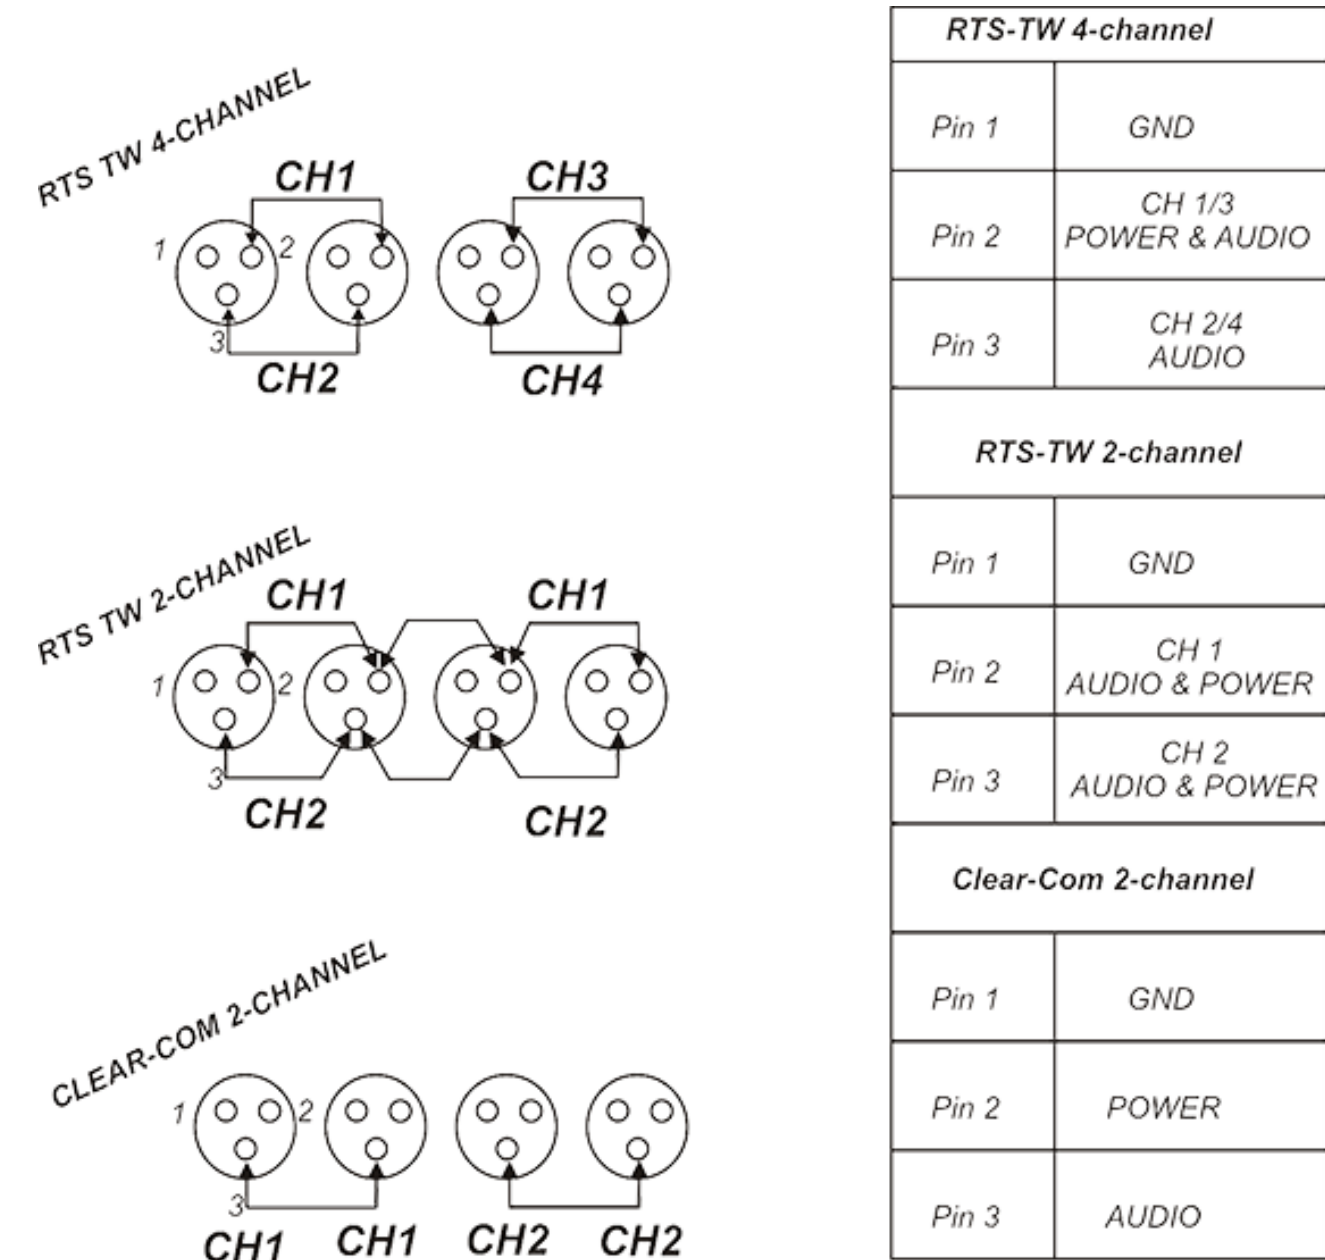 RTS TW 4-CHANNEL
CH1
CH3
1
2
3
CH2
CH4
RTS TW 2-CHANNEL
CH1
CH1
1
2
3
CH2
CH2
CLEAR-COM 2-CHANNEL
1
2
3
CH1
CH1
CH2
CH2
RTS-TW 4-channel
Pin 1
GND
Pin 2
CH 1/3
POWER & AUDIO
Pin 3
CH 2/4
AUDIO
RTS-TW 2-channel
Pin 1
GND
Pin 2
CH 1
AUDIO & POWER
Pin 3
CH 2
AUDIO & POWER
Clear-Com 2-channel
Pin 1
GND
Pin 2
POWER
Pin 3
AUDIO